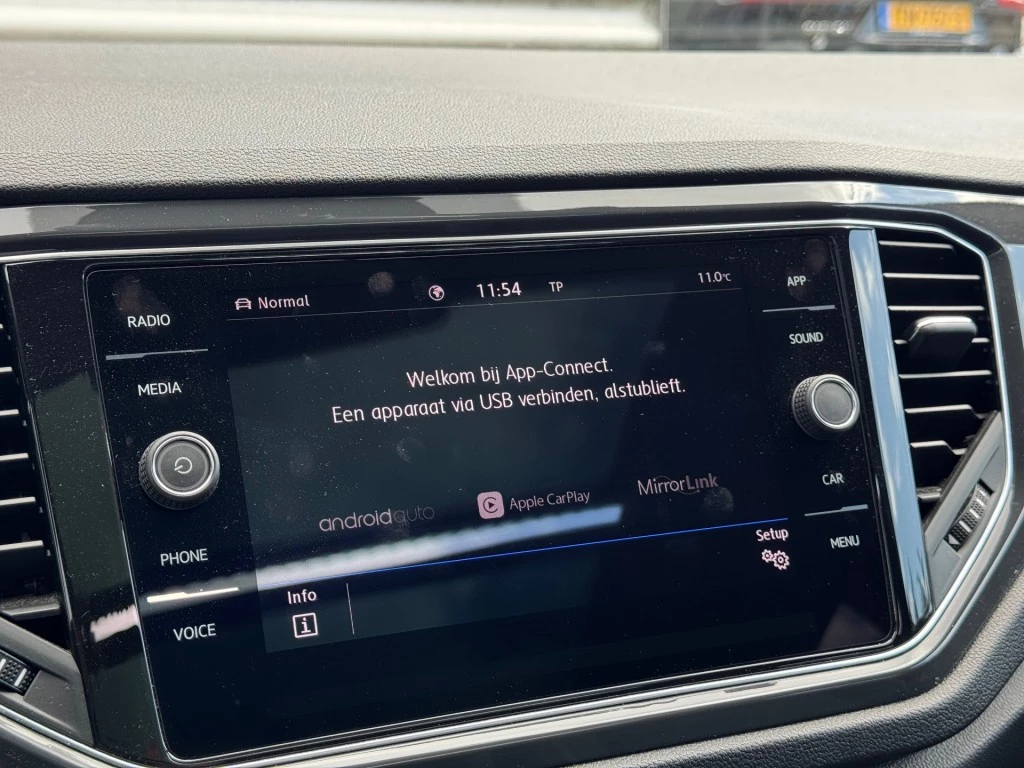 RADIO
MEDIA
PHONE
VOICE
Normal
11:54
TP
11.0°C
Welkom bij App-Connect.
Een apparaat via USB verbinden, alstublieft.
androidauto
Apple CarPlay
MirrorLink
Setup
Info
i
APP
SOUND
CAR
MENU